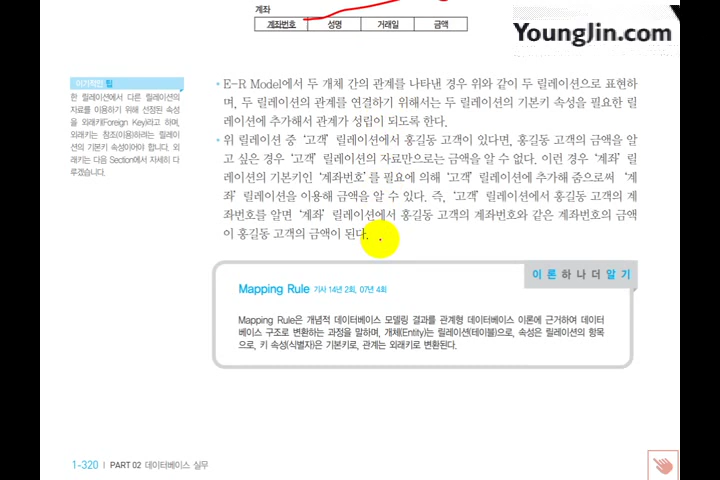 계좌
계좌번호 성명 거래일 금액
YoungJin.com
이기적인 팁
한 릴레이션에서 다른 릴레이션의
자료를 이용하기 위해 선정된 속성
을 외래키(Foreign Key)라고 하며,
외래키는 참조(이용)하려는 릴레이
션의 기본키 속성이어야 합니다. 외
래키는 다음 Section에서 자세히 다
루겠습니다.
• E-R Model에서 두 개체 간의 관계를 나타낸 경우 위와 같이 두 릴레이션으로 표현하
며, 두 릴레이션의 관계를 연결하기 위해서는 두 릴레이션의 기본키 속성을 필요한 릴
레이션에 추가해서 관계가 성립이 되도록 한다.
• 위 릴레이션 중 ‘고객’ 릴레이션에서 홍길동 고객이 있다면, 홍길동 고객의 금액을 알
고 싶은 경우 ‘고객’ 릴레이션의 자료만으로는 금액을 알 수 없다. 이런 경우 ‘계좌’ 릴
레이션의 기본키인 ‘계좌번호’를 필요에 의해 ‘고객’ 릴레이션에 추가해 줌으로써 ‘계
좌’ 릴레이션을 이용해 금액을 알 수 있다. 즉, ‘고객’ 릴레이션에서 홍길동 고객의 계
좌번호를 알면 ‘계좌’ 릴레이션에서 홍길동 고객의 계좌번호와 같은 계좌번호의 금액
이 홍길동 고객의 금액이 된다.
이론 하나 더 알기
Mapping Rule 기사 14년 2회, 07년 4회
Mapping Rule은 개념적 데이터베이스 모델링 결과를 관계형 데이터베이스 이론에 근거하여 데이터
베이스 구조로 변환하는 과정을 말하며, 개체(Entity)는 릴레이션(테이블)으로, 속성은 릴레이션의 항목
으로, 키 속성(식별자)은 기본키로, 관계는 외래키로 변환된다.
1-320 | PART 02 데이터베이스 실무